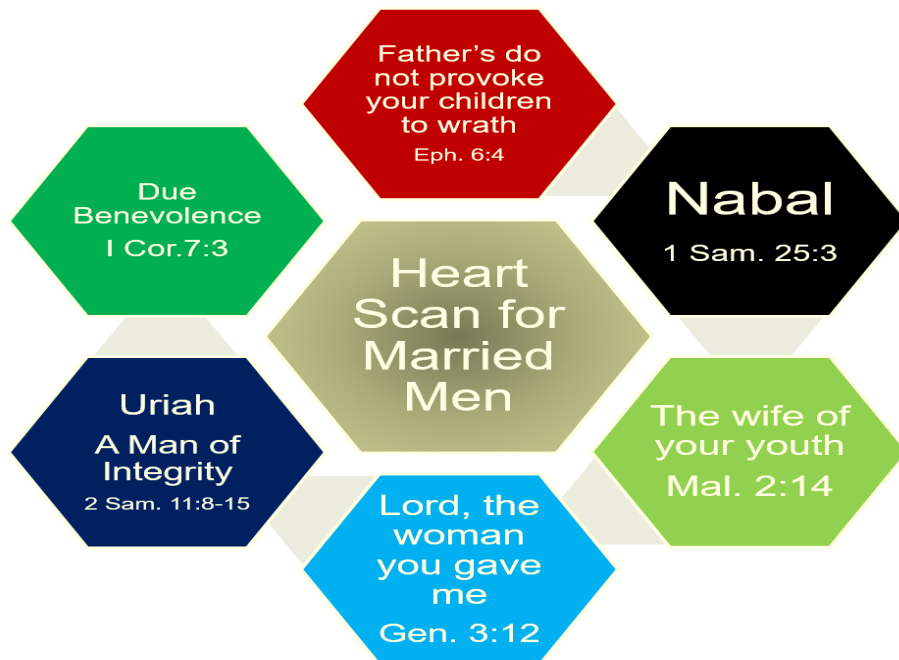 Father's do
not provoke
your children
to wrath
Eph. 6:4
Due
Benevolence
I Cor.7:3
Nabal
1 Sam. 25:3
Heart
Scan for
Married
Men
Uriah
A Man of
Integrity
2 Sam. 11:8-15
The wife of
your youth
Mal. 2:14
Lord, the
woman
you gave
me
Gen. 3:12